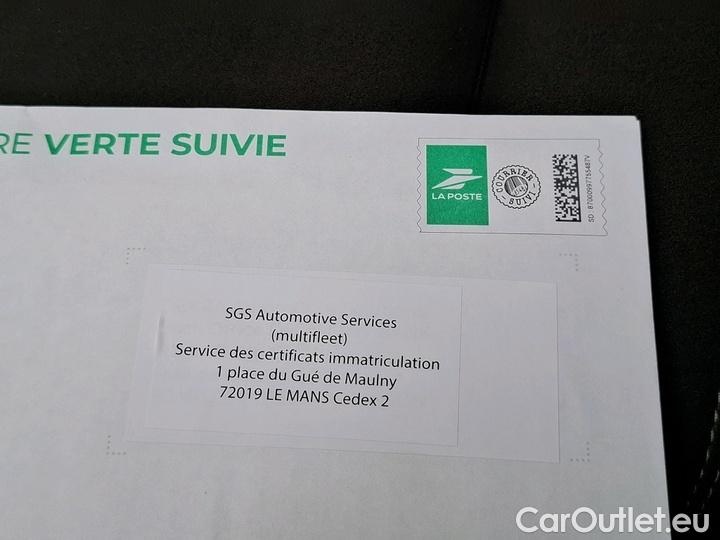 RE VERTE SUIVIE
LA POSTE
COURRIER SUIVI
SGS Automotive Services
(multifleet)
Service des certificats immatriculation
1 place du Gué de Maulny
72019 LE MANS Cedex 2
CarOutlet.eu